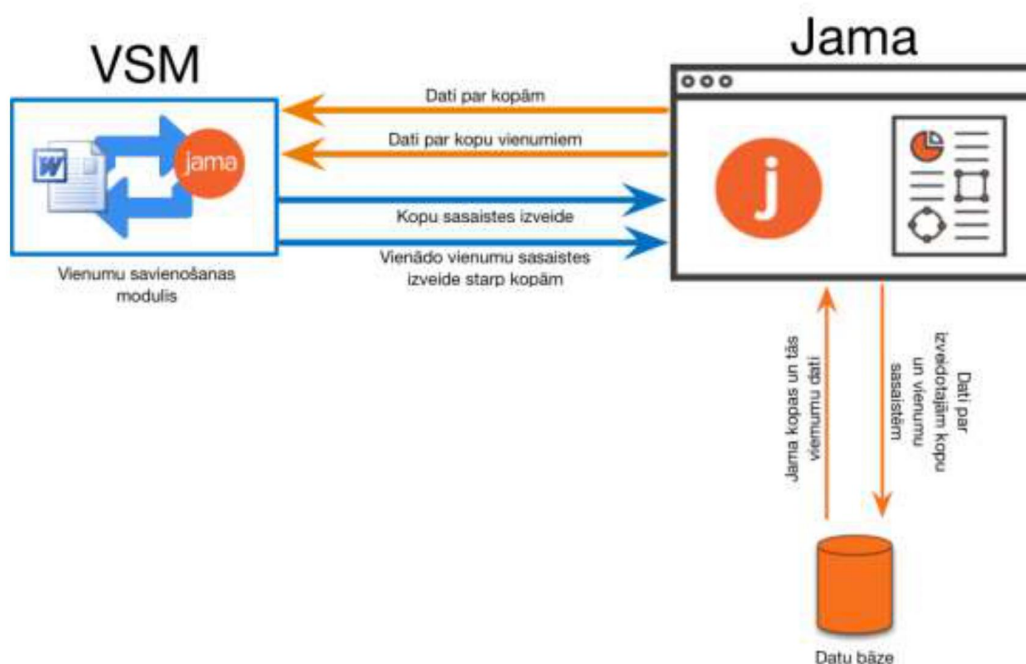 VSM
Jama
Dati par kopām
Dati par kopu vienumiem
W
jama
j
Kopu sasaistes izveide
Vienādo vienumu sasaistes
izveide starp kopām
Vienumu savienošanas
modulis
Jama kopas un tās
viemumu dati
Dati par
izveidotajām kopu
un vienumu
sasaistēm
Datu bāze